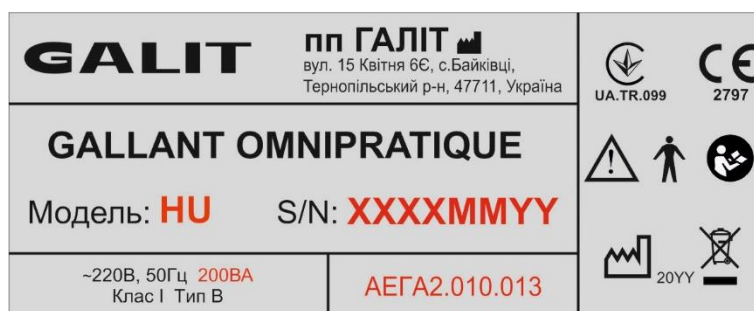 GALIT
пп ГАЛІТ
вул. 15 Квітня 6Є, с.Байківці,
Тернопільський р-н, 47711, Україна
GALLANT OMNIPRATIQUE
Модель: HU S/N: XXXXMMYY
~220В, 50Гц 200ВА
Клас I Тип В
АЕГА2.010.013
UA.TR.099
CE
2797
20YY